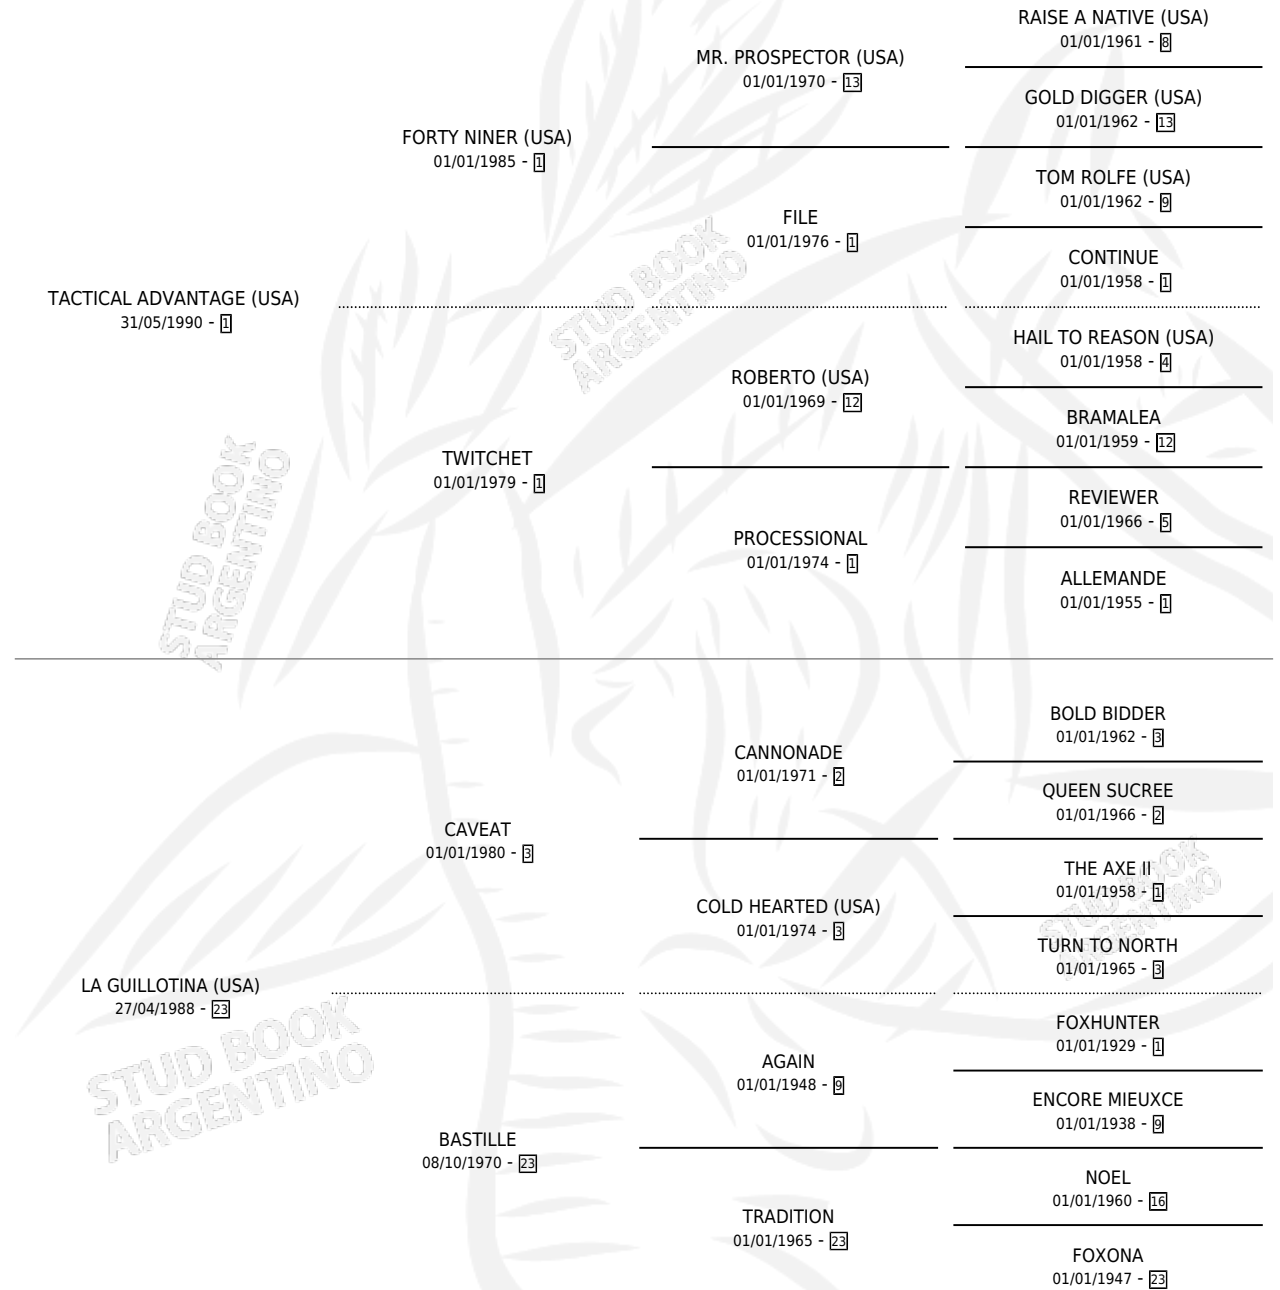 RAISE A NATIVE (USA)
01/01/1961 - 8
MR. PROSPECTOR (USA)
01/01/1970 - 13
GOLD DIGGER (USA)
01/01/1962 - 13
FORTY NINER (USA)
01/01/1985 - 1
TOM ROLFE (USA)
01/01/1962 - 9
FILE
01/01/1976 - 1
CONTINUE
01/01/1958 - 1
TACTICAL ADVANTAGE (USA)
31/05/1990 - 1
HAIL TO REASON (USA)
01/01/1958 - 4
ROBERTO (USA)
01/01/1969 - 12
BRAMALEA
01/01/1959 - 12
TWITCHET
01/01/1979 - 1
REVIEWER
01/01/1966 - 5
PROCESSIONAL
01/01/1974 - 1
ALLEMANDE
01/01/1955 - 1
BOLD BIDDER
01/01/1962 - 3
CANNONADE
01/01/1971 - 2
QUEEN SUCREE
01/01/1966 - 2
CAVEAT
01/01/1980 - 3
THE AXE II
01/01/1958 - 1
COLD HEARTED (USA)
01/01/1974 - 3
TURN TO NORTH
01/01/1965 - 3
LA GUILLOTINA (USA)
27/04/1988 - 23
FOXHUNTER
01/01/1929 - 1
AGAIN
01/01/1948 - 9
ENCORE MIEUXCE
01/01/1938 - 9
BASTILLE
08/10/1970 - 23
NOEL
01/01/1960 - 16
TRADITION
01/01/1965 - 23
FOXONA
01/01/1947 - 23
STUD BOOK
ARGENTINO
STUD BOOK
ARGENTINO
STUD BOOK
ARGENTINO
STUD BOOK
ARGENTINO